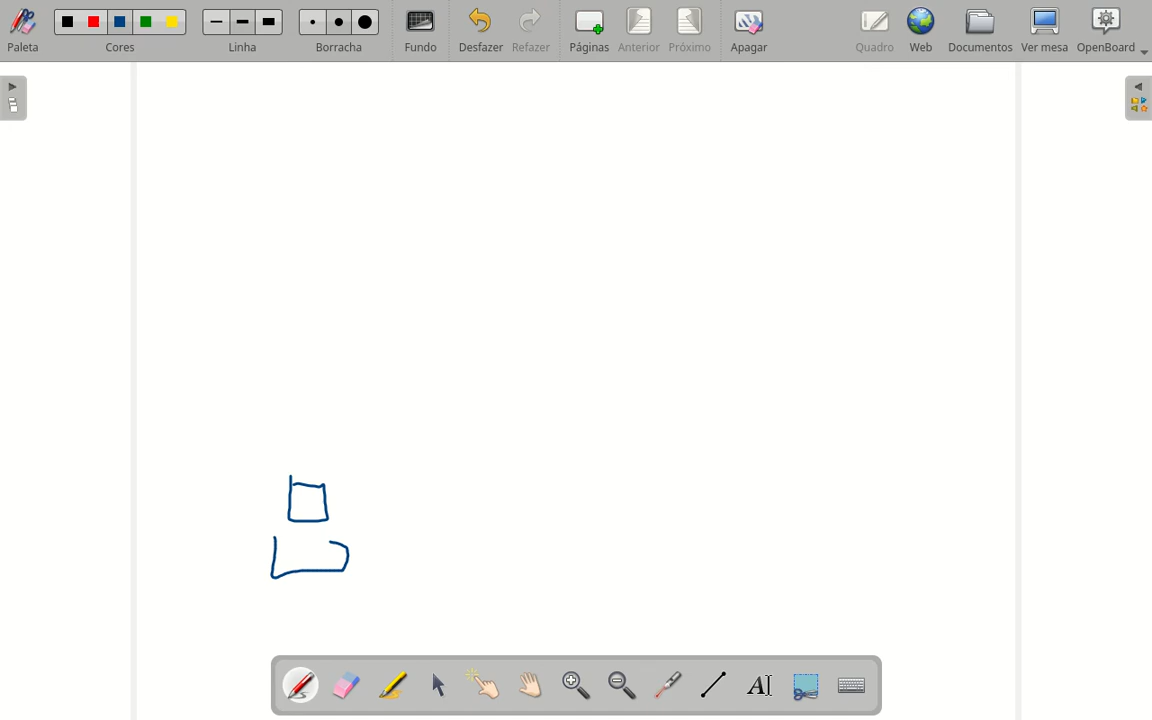 Paleta
Cores
Linha
Borracha
Fundo
Desfazer
Refazer
Páginas
Anterior
Próximo
Apagar
Quadro
Web
Documentos
Ver mesa
OpenBoard